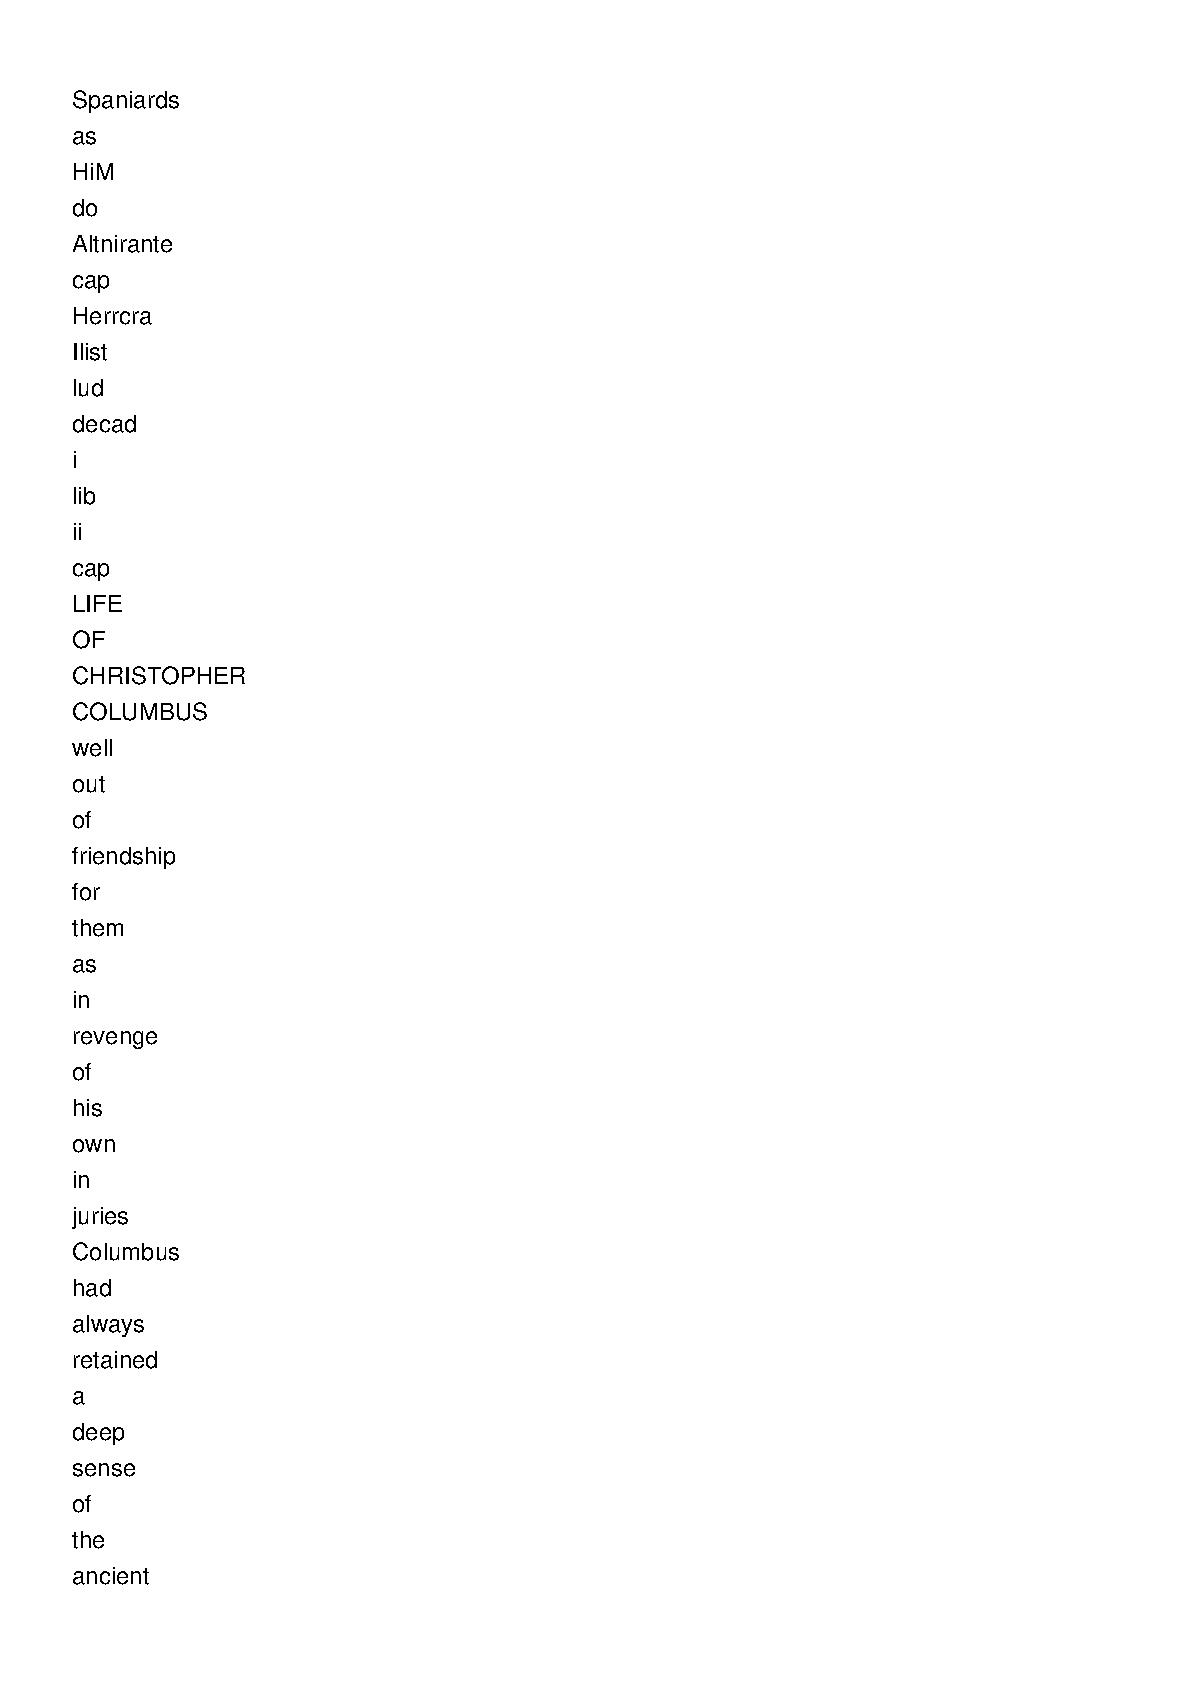 Spaniards
as
HiM
do
Altnirante
cap
Herrcra
Ilist
lud
decad
i
lib
ii
cap
LIFE
OF
CHRISTOPHER
COLUMBUS
well
out
of
friendship
for
them
as
in
revenge
of
his
own
in
juries
Columbus
had
always
retained
a
deep
sense
of
the
ancient